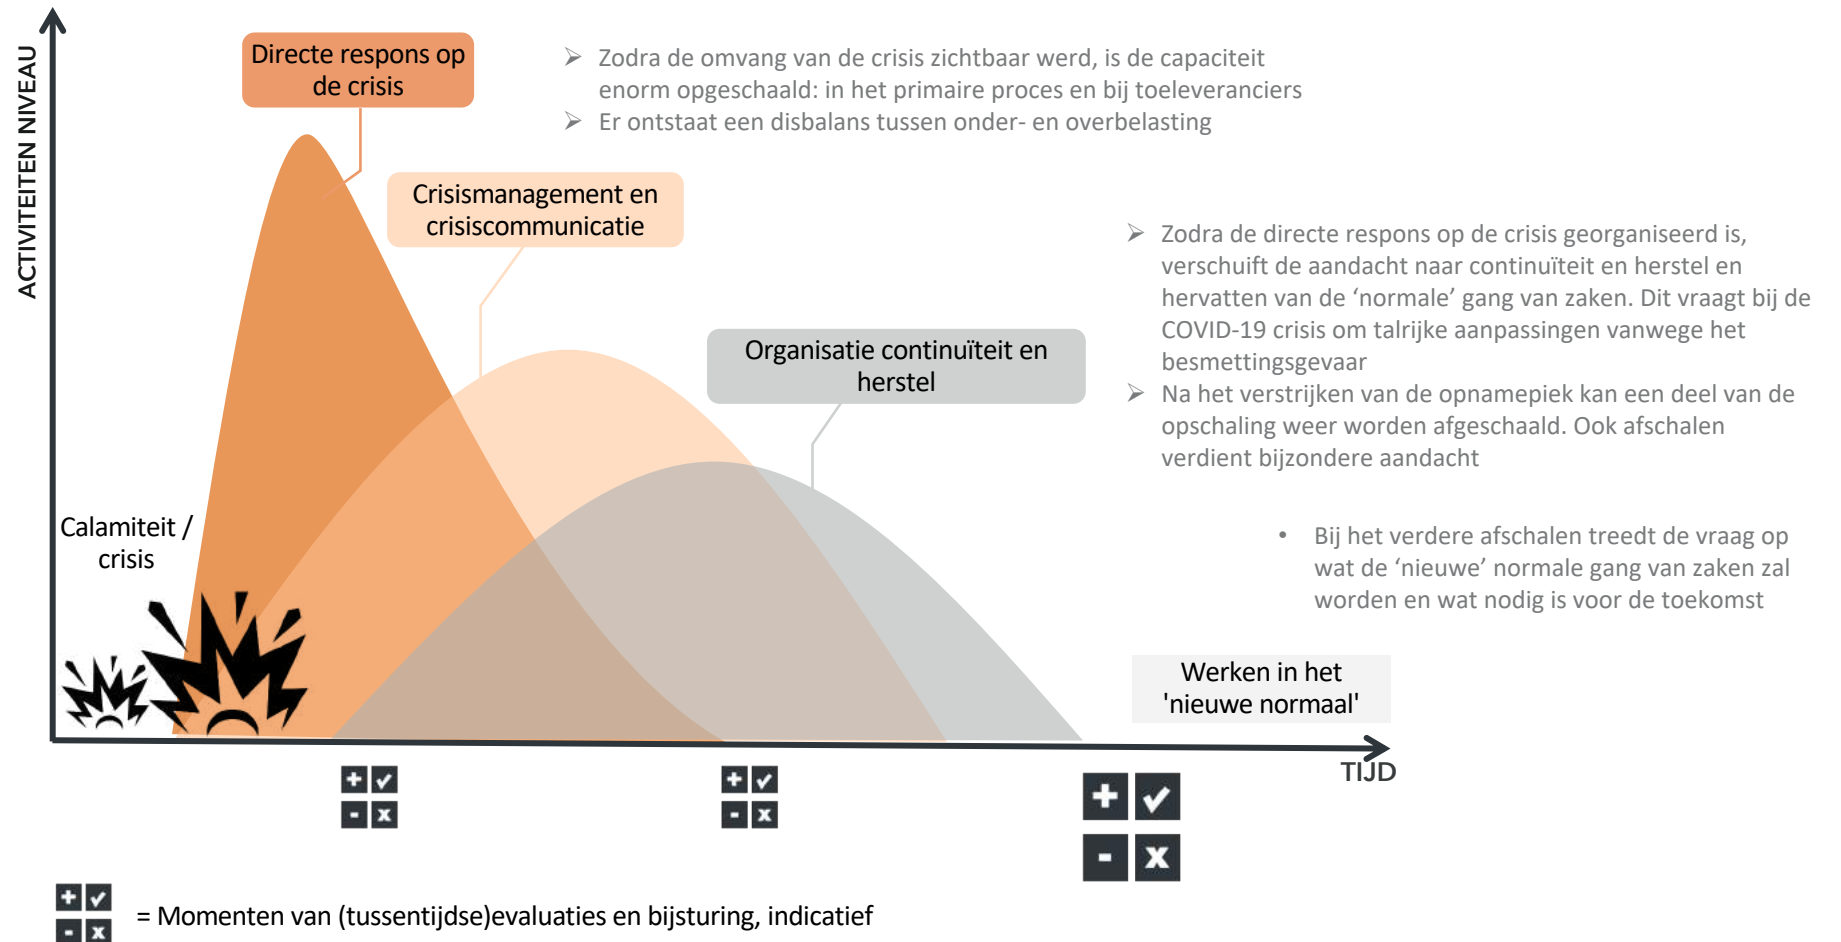 ACTIVITEITEN NIVEAU
Directe respons op
de crisis
➢ Zodra de omvang van de crisis zichtbaar werd, is de capaciteit
enorm opgeschaald: in het primaire proces en bij toeleveranciers
➢ Er ontstaat een disbalans tussen onder- en overbelasting
Crisismanagement en
crisiscommunicatie
➢ Zodra de directe respons op de crisis georganiseerd is,
verschuift de aandacht naar continuïteit en herstel en
hervatten van de ‘normale’ gang van zaken. Dit vraagt bij de
COVID-19 crisis om talrijke aanpassingen vanwege het
besmettingsgevaar
➢ Na het verstrijken van de opnamepiek kan een deel van de
opschaling weer worden afgeschaald. Ook afschalen
verdient bijzondere aandacht
Organisatie continuïteit en
herstel
Calamiteit /
crisis
• Bij het verdere afschalen treedt de vraag op
wat de ‘nieuwe’ normale gang van zaken zal
worden en wat nodig is voor de toekomst
Werken in het
'nieuwe normaal'
TIJD
= Momenten van (tussentijdse)evaluaties en bijsturing, indicatief